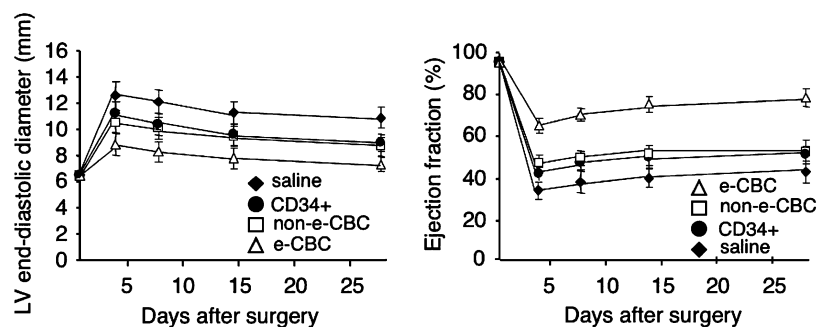 LV end-diastolic diameter (mm)
16
14
12
10
8
6
4
2
0
saline
CD34+
non-e-CBC
e-CBC
5 10 15 20 25
Days after surgery
Ejection fraction (%)
100
80
60
40
20
0
e-CBC
non-e-CBC
CD34+
saline
5 10 15 20 25
Days after surgery